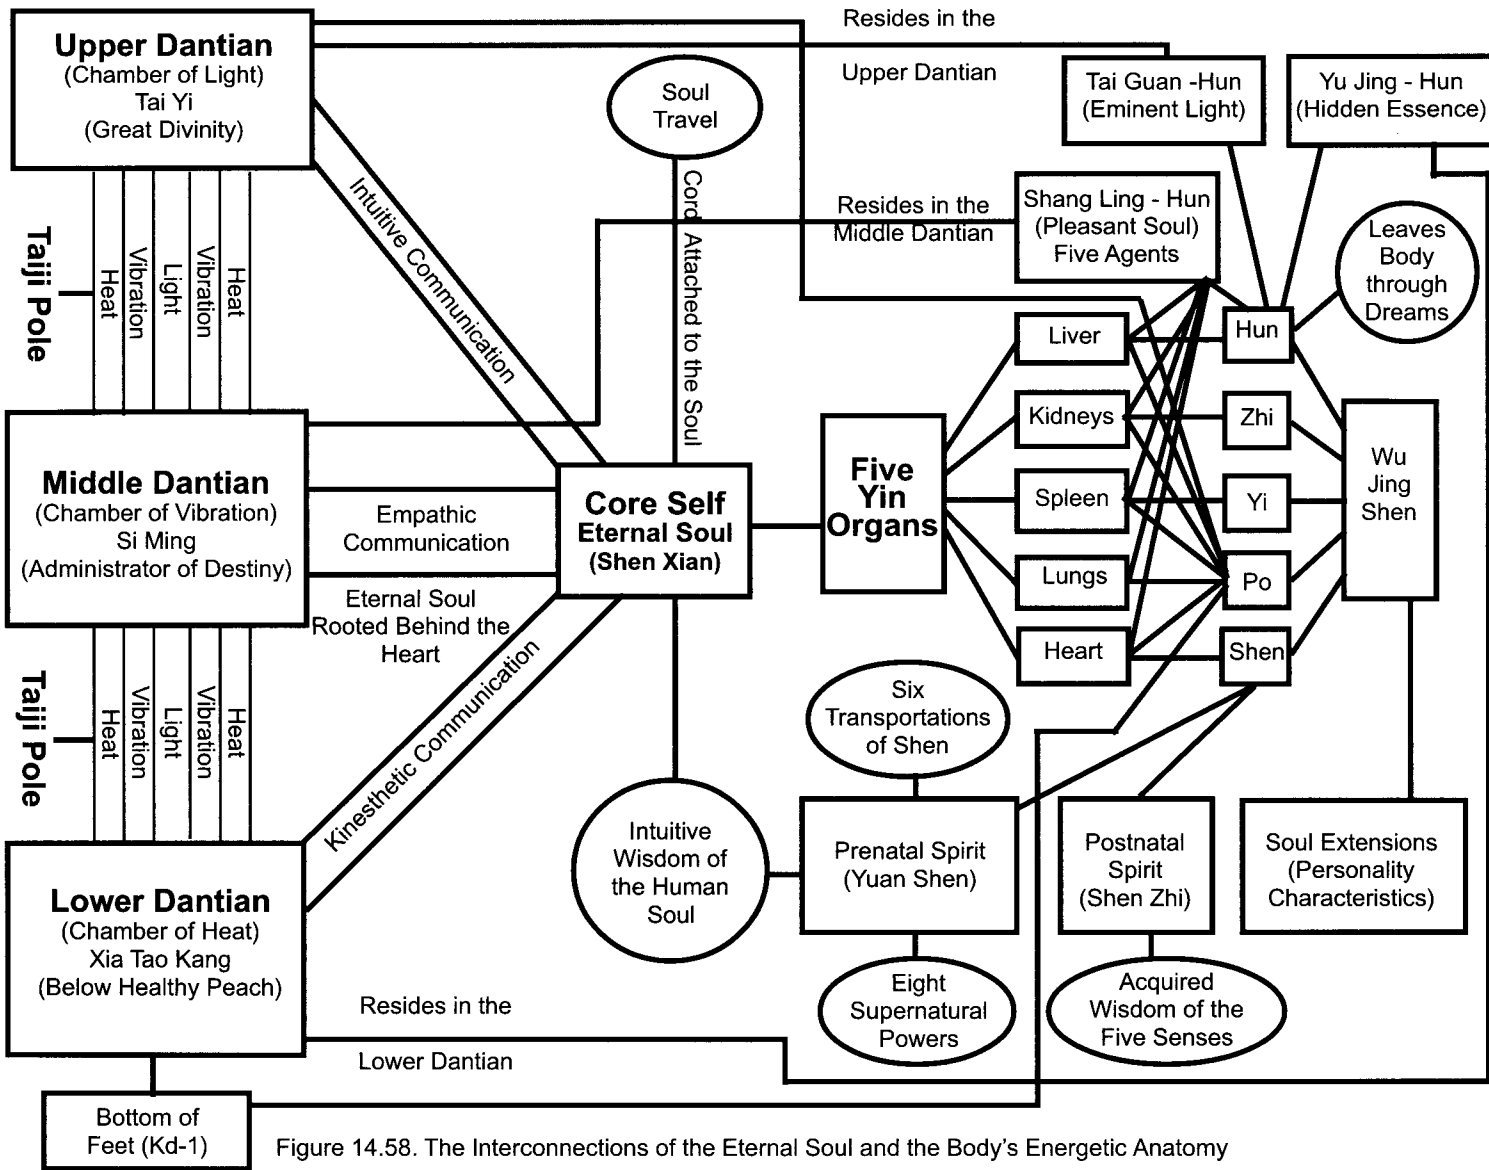 Upper Dantian
(Chamber of Light)
Tai Yi
(Great Divinity)
Resides in the
Upper Dantian
Soul
Travel
Tai Guan -Hun
(Eminent Light)
Yu Jing - Hun
(Hidden Essence)
Taiji Pole
Heat
Vibration
Light
Vibration
Heat
Intuitive Communication
Cord Attached to the Soul
Resides in the
Middle Dantian
Shang Ling - Hun
(Pleasant Soul)
Five Agents
Leaves
Body
through
Dreams
Liver
Hun
Kidneys
Zhi
Spleen
Yi
Lungs
Po
Heart
Shen
Wu
Jing
Shen
Middle Dantian
(Chamber of Vibration)
Si Ming
(Administrator of Destiny)
Empathic
Communication
Eternal Soul
Rooted Behind the
Heart
Core Self
Eternal Soul
(Shen Xian)
Five
Yin
Organs
Taiji Pole
Heat
Vibration
Light
Vibration
Heat
Kinesthetic Communication
Six
Transportations
of Shen
Intuitive
Wisdom of
the Human
Soul
Prenatal Spirit
(Yuan Shen)
Postnatal
Spirit
(Shen Zhi)
Soul Extensions
(Personality
Characteristics)
Lower Dantian
(Chamber of Heat)
Xia Tao Kang
(Below Healthy Peach)
Resides in the
Lower Dantian
Eight
Supernatural
Powers
Acquired
Wisdom of the
Five Senses
Bottom of
Feet (Kd-1)
Figure 14.58. The Interconnections of the Eternal Soul and the Body's Energetic Anatomy